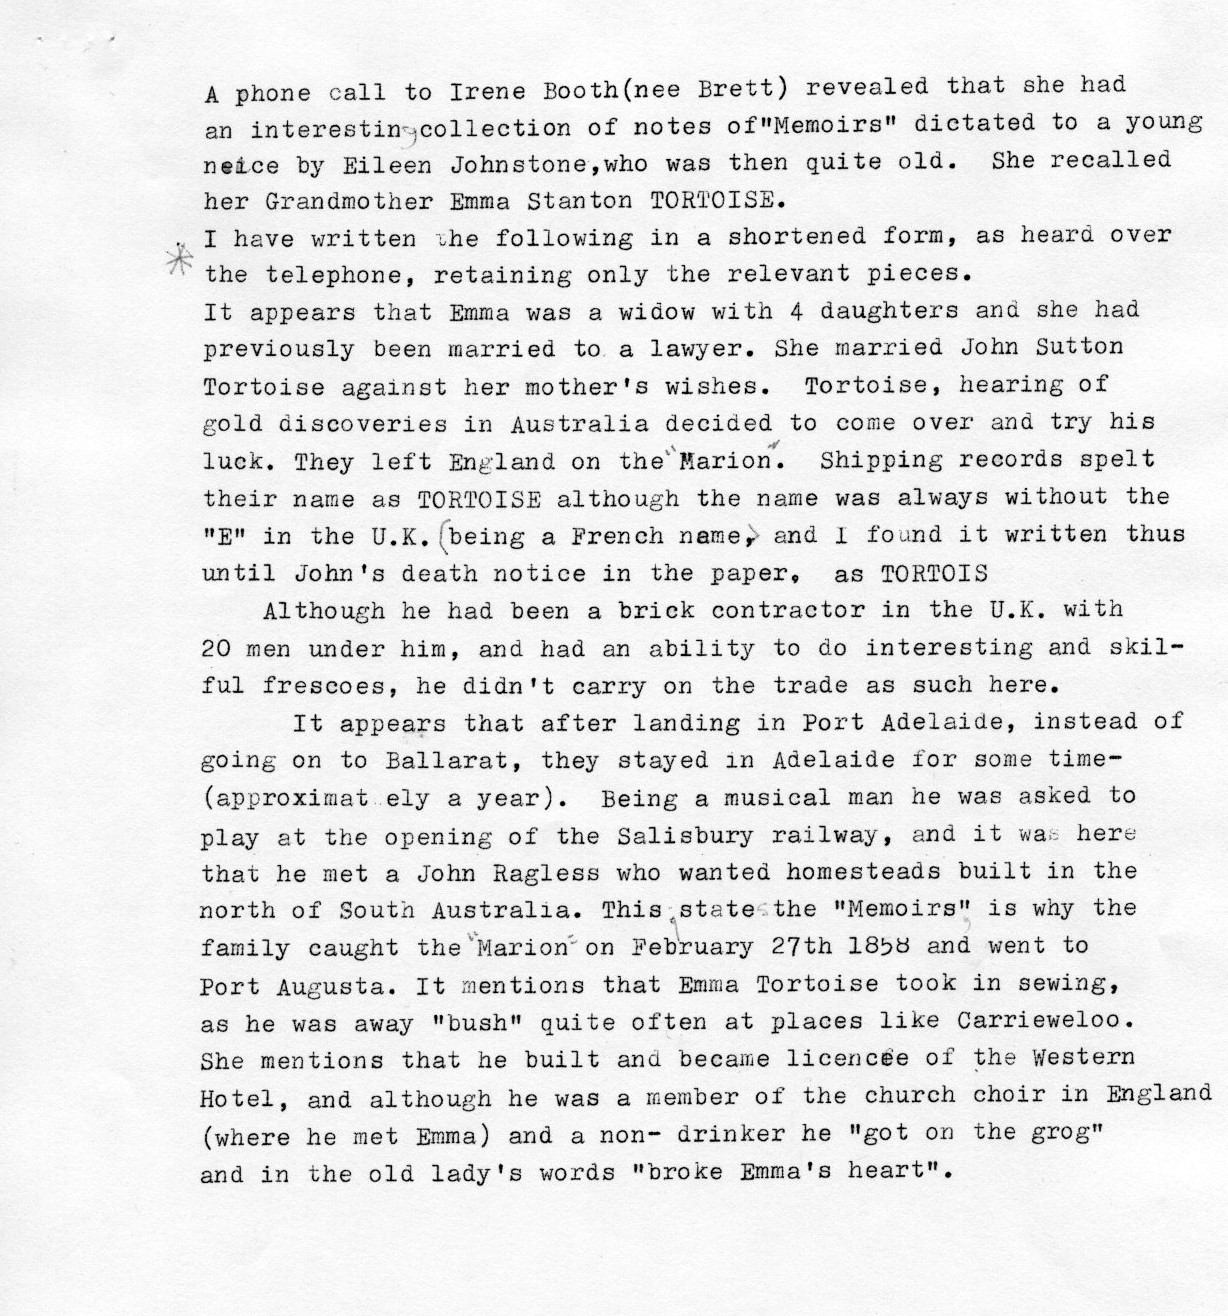 A phone call to Irene Booth(nee Brett) revealed that she had
an interesting collection of notes of"Memoirs" dictated to a young
neice by Eileen Johnstone,who was then quite old.  She recalled
her Grandmother Emma Stanton TORTOISE.
* I have written the following in a shortened form, as heard over
the telephone, retaining only the relevant pieces.
It appears that Emma was a widow with 4 daughters and she had
previously been married to a lawyer. She married John Sutton
Tortoise against her mother's wishes.  Tortoise, hearing of
gold discoveries in Australia decided to come over and try his
luck. They left England on the "Marion".  Shipping records spelt
their name as TORTOISE although the name was always without the
"E" in the U.K. (being a French name,) and I found it written thus
until John's death notice in the paper,  as TORTOIS
Although he had been a brick contractor in the U.K. with
20 men under him, and had an ability to do interesting and skil-
ful frescoes, he didn't carry on the trade as such here.
It appears that after landing in Port Adelaide, instead of
going on to Ballarat, they stayed in Adelaide for some time-
(approximat ely a year).  Being a musical man he was asked to
play at the opening of the Salisbury railway, and it was here
that he met a John Ragless who wanted homesteads built in the
north of South Australia. This, states the "Memoirs", is why the
family caught the "Marion" on February 27th 1858 and went to
Port Augusta. It mentions that Emma Tortoise took in sewing,
as he was away "bush" quite often at places like Carrieweloo.
She mentions that he built and became licencee of the Western
Hotel, and although he was a member of the church choir in England
(where he met Emma) and a non- drinker he "got on the grog"
and in the old lady's words "broke Emma's heart".